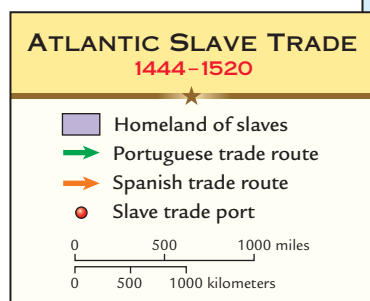 ATLANTIC SLAVE TRADE
1444–1520
Homeland of slaves
Portuguese trade route
Spanish trade route
Slave trade port
0 500 1000 miles
0 500 1000 kilometers